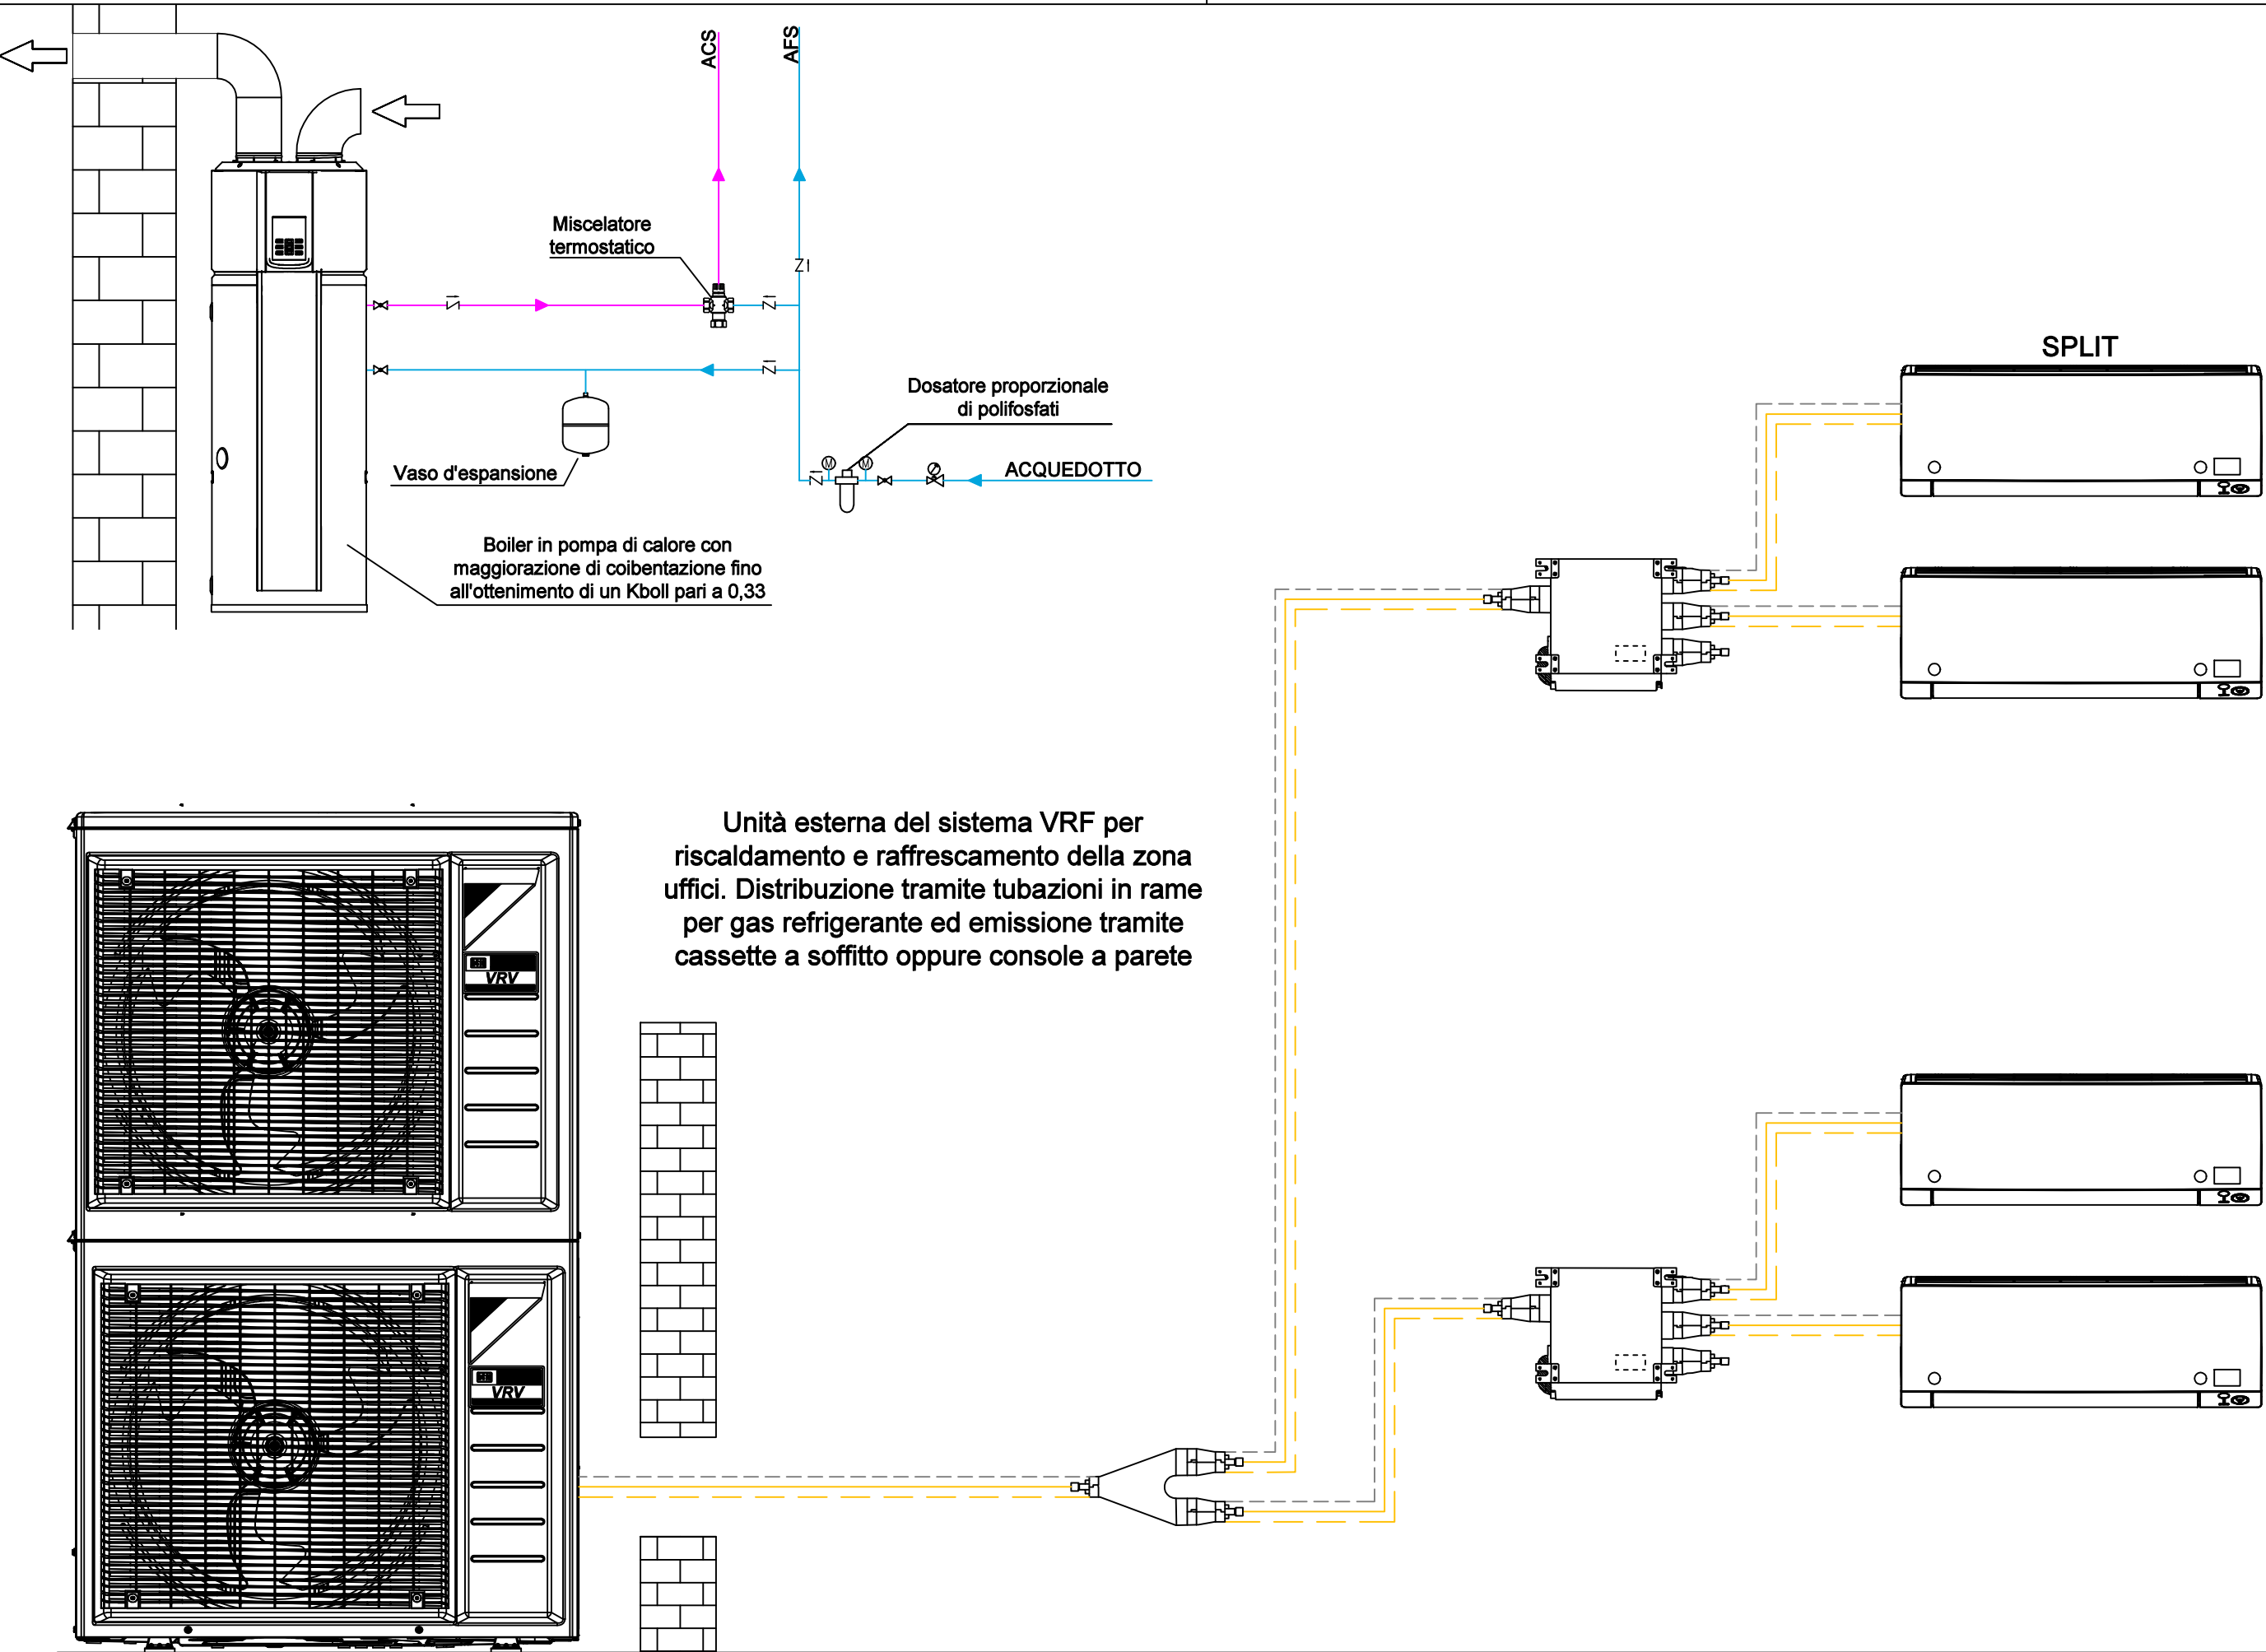 ACS
AFS
Miscelatore
termostatico
SPLIT
Dosatore proporzionale
di polifosfati
M
M
ACQUEDOTTO
Vaso d'espansione
Boiler in pompa di calore con
maggiorazione di coibentazione fino
all'ottenimento di un Kboll pari a 0,33
Unità esterna del sistema VRF per
riscaldamento e raffrescamento della zona
uffici. Distribuzione tramite tubazioni in rame
per gas refrigerante ed emissione tramite
cassette a soffitto oppure console a parete
VRV
VRV